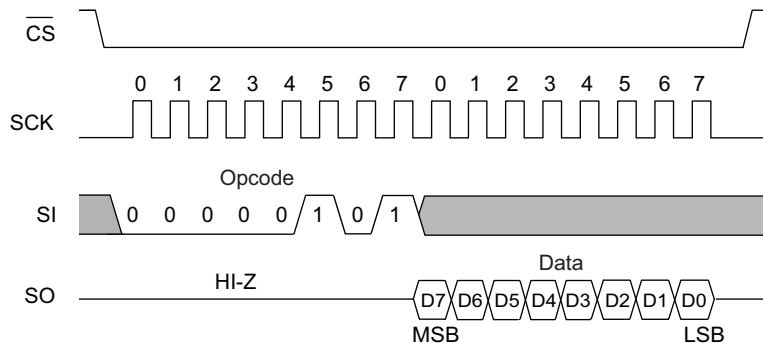 CS
0 1 2 3 4 5 6 7 0 1 2 3 4 5 6 7
SCK
Opcode
SI 0 0 0 0 0 1 0 1
Data
HI-Z
SO D7 D6 D5 D4 D3 D2 D1 D0
MSB LSB